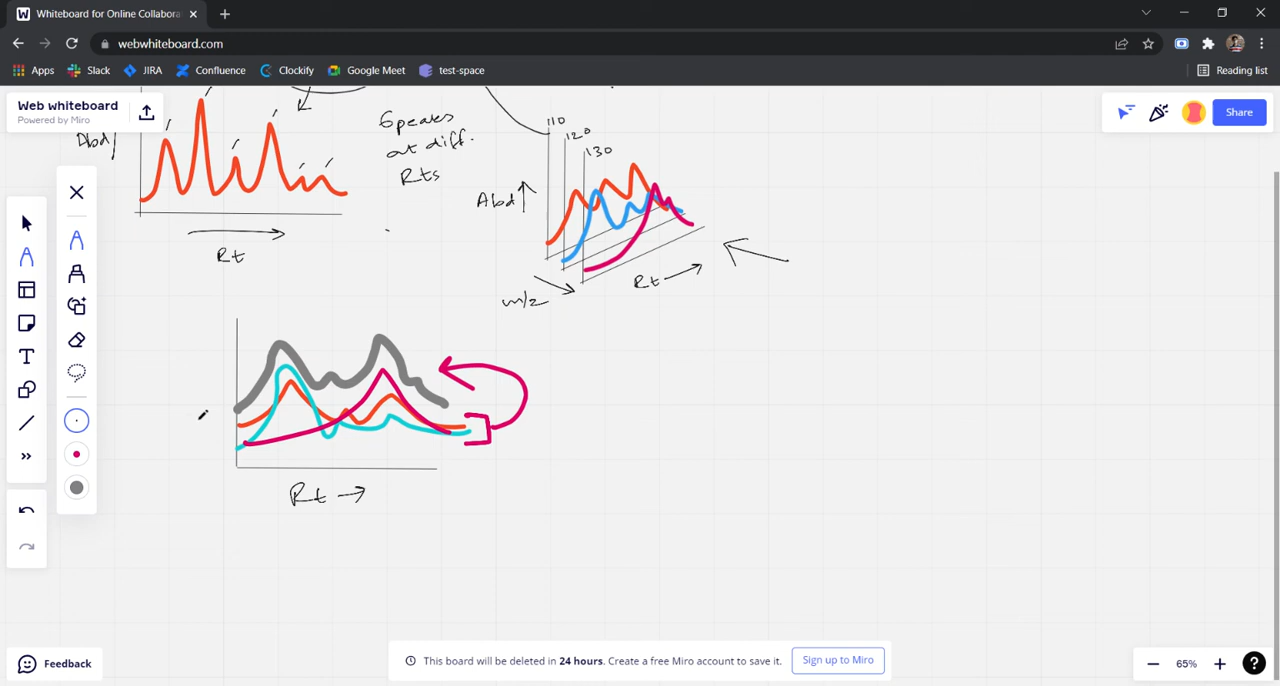 Whiteboard for Online Collabora
webwhiteboard.com
Apps
Slack
JIRA
Confluence
Clockify
Google Meet
test-space
Reading list
Web whiteboard
Powered by Miro
Share
Abd
6peaks
at diff.
Rts
Rt
110
120
130
Abd
m/z
Rt
Rt
This board will be deleted in 24 hours. Create a free Miro account to save it.
Sign up to Miro
Feedback
65%